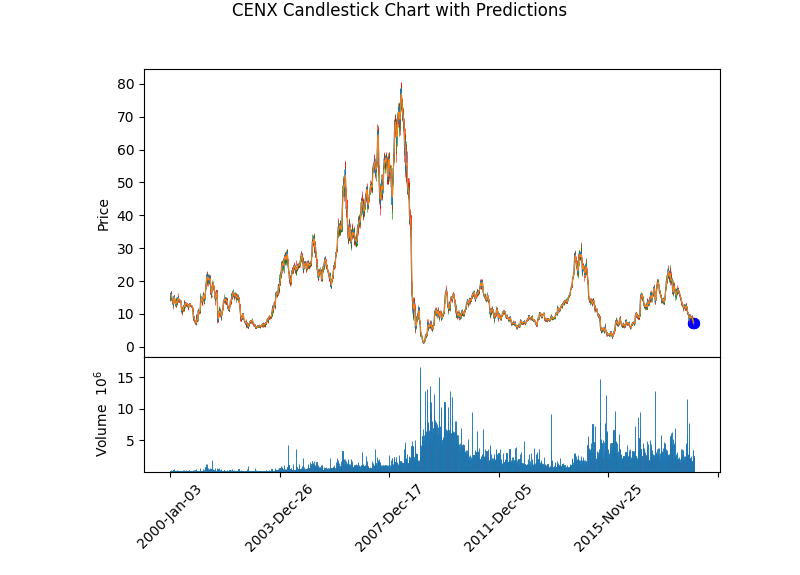 CENX Candlestick Chart with Predictions
80
70
60
50
40
30
20
10
0
Price
15
10
5
Volume 10^6
2000-Jan-03
2003-Dec-26
2007-Dec-17
2011-Dec-05
2015-Nov-25